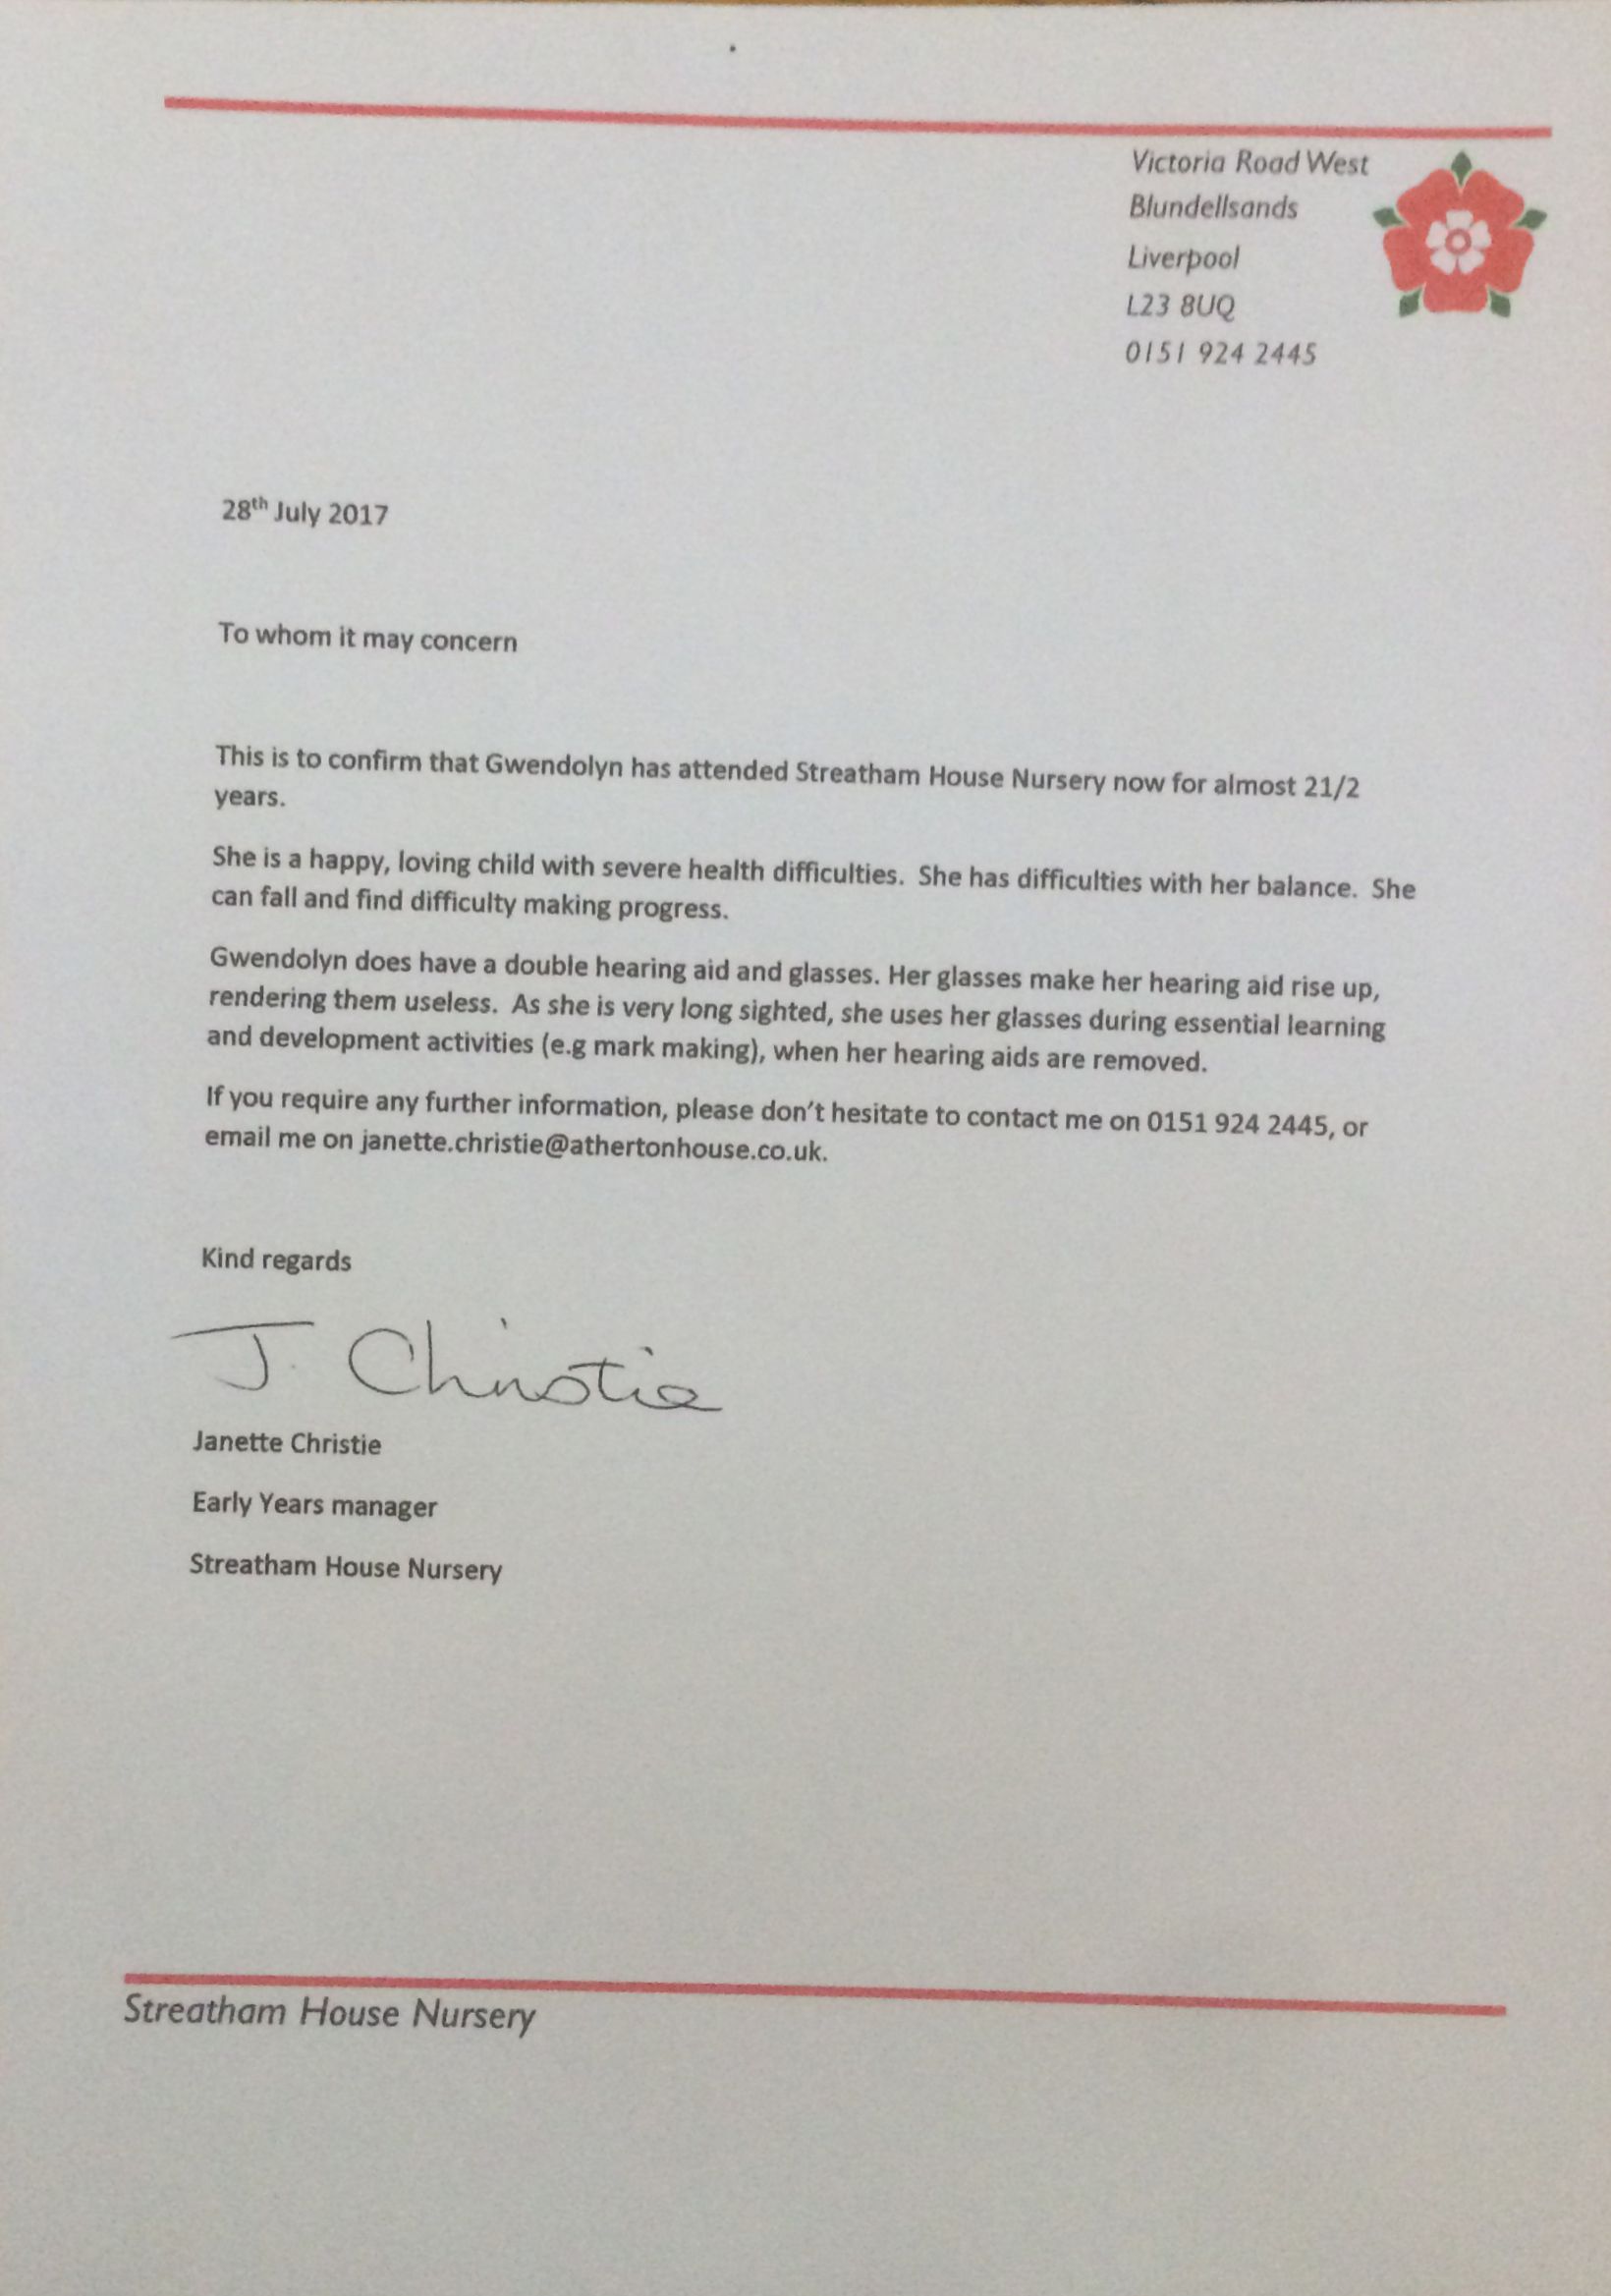 Victoria Road West
Blundellsands
Liverpool
L23 8UQ
0151 924 2445
28th July 2017
To whom it may concern
This is to confirm that Gwendolyn has attended Streatham House Nursery now for almost 21/2
years.
She is a happy, loving child with severe health difficulties. She has difficulties with her balance. She
can fall and find difficulty making progress.
Gwendolyn does have a double hearing aid and glasses. Her glasses make her hearing aid rise up,
rendering them useless. As she is very long sighted, she uses her glasses during essential learning
and development activities (e.g mark making), when her hearing aids are removed.
If you require any further information, please don't hesitate to contact me on 0151 924 2445, or
email me on janette.christie@athertonhouse.co.uk.
Kind regards
J. Christie
Janette Christie
Early Years manager
Streatham House Nursery
Streatham House Nursery